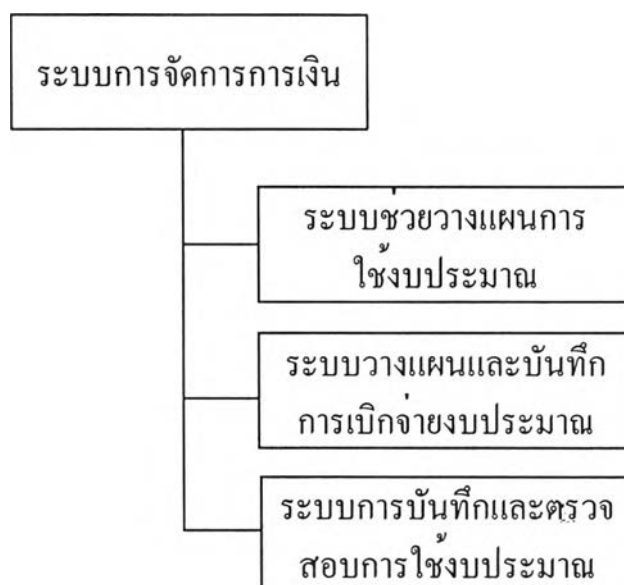 ระบบการจัดการการเงิน
ระบบช่วยวางแผนการ
ใช้งบประมาณ
ระบบวางแผนและบันทึก
การเบิกจ่ายงบประมาณ
ระบบการบันทึกและตรวจ
สอบการใช้งบประมาณ